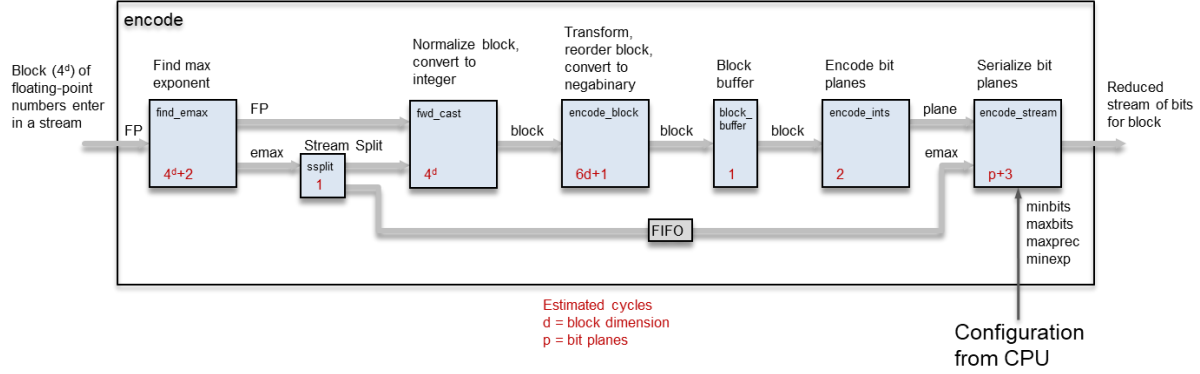 encode
Block (4ᵈ) of
floating-point
numbers enter
in a stream
FP
Find max
exponent
find_emax
4ᵈ+2
FP
emax
Stream Split
ssplit
1
Normalize block,
convert to
integer
fwd_cast
4ᵈ
block
Transform,
reorder block,
convert to
negabinary
encode_block
6d+1
block
Block
buffer
block_
buffer
1
block
Encode bit
planes
encode_ints
2
plane
emax
FIFO
Serialize bit
planes
encode_stream
p+3
Reduced
stream of bits
for block
minbits
maxbits
maxprec
minexp
Estimated cycles
d = block dimension
p = bit planes
Configuration
from CPU